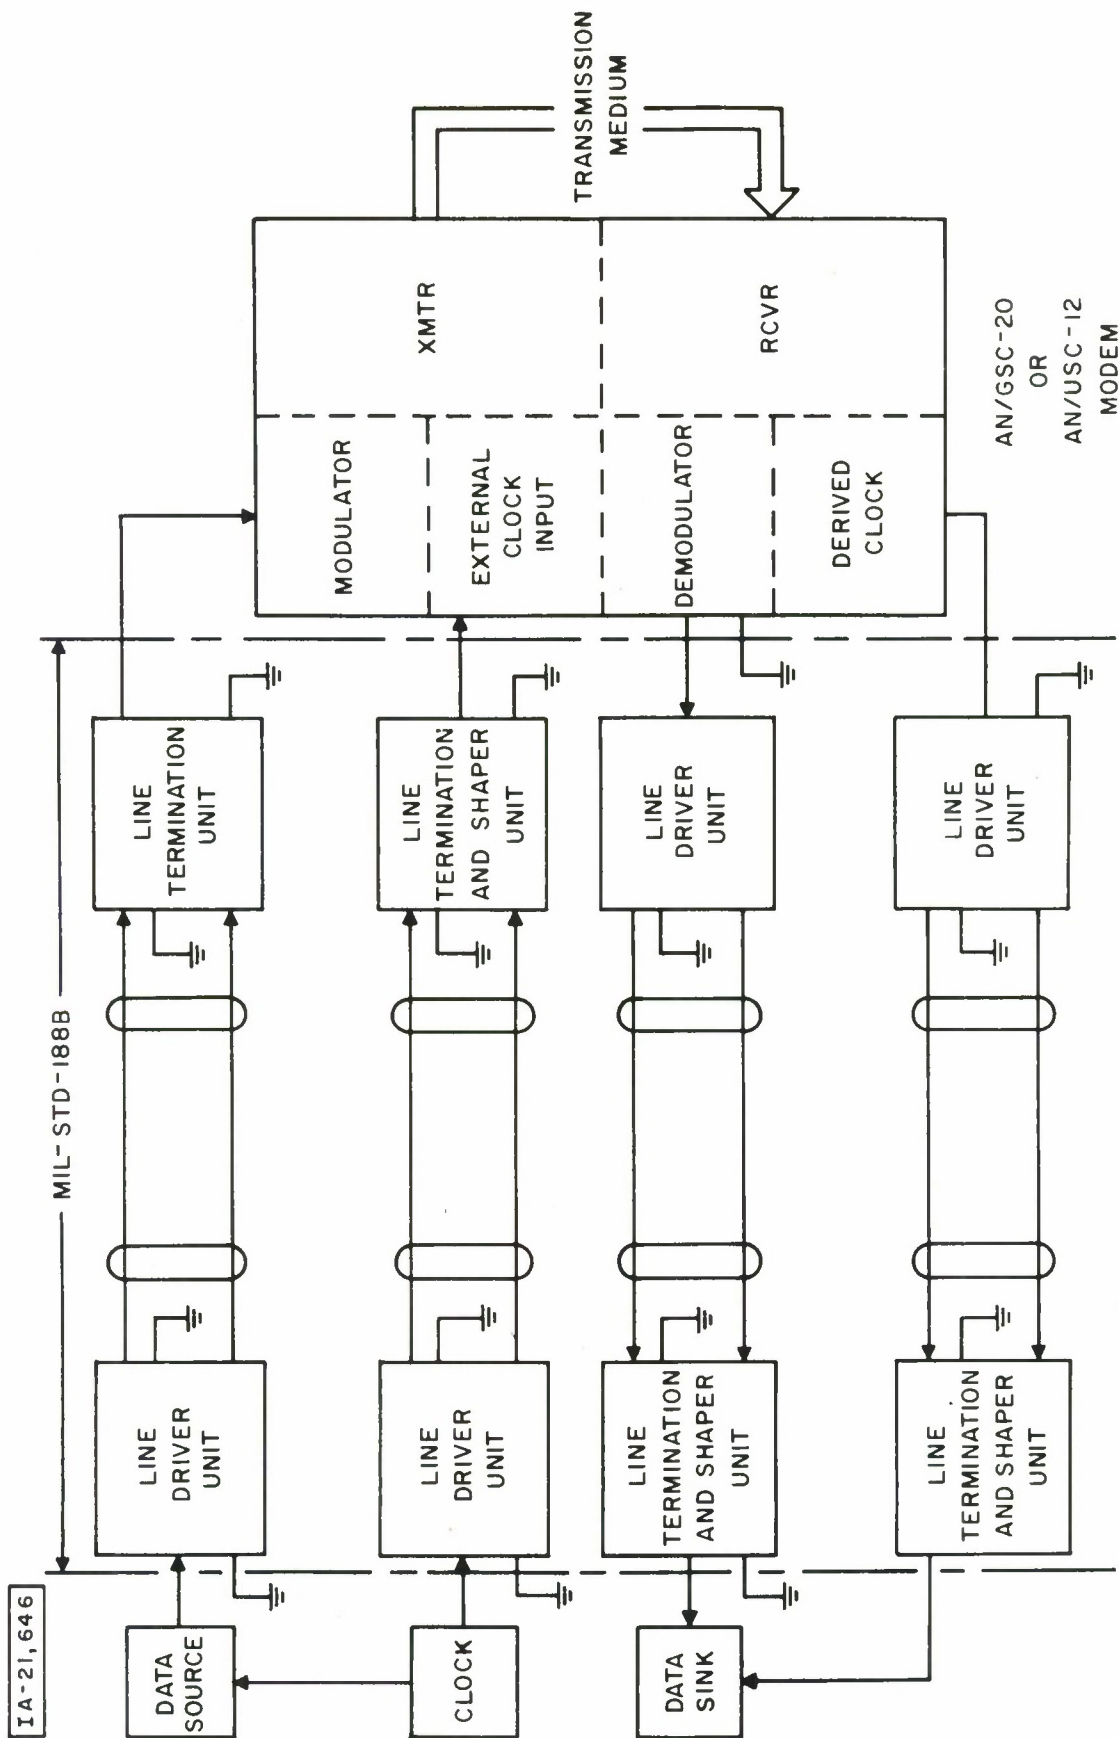 IA-21,646
MIL-STD-188B
DATA
SOURCE
LINE
DRIVER
UNIT
LINE
TERMINATION
UNIT
CLOCK
LINE
DRIVER
UNIT
LINE
TERMINATION
AND SHAPER
UNIT
DATA
SINK
LINE
TERMINATION
AND SHAPER
UNIT
LINE
DRIVER
UNIT
LINE
TERMINATION
AND SHAPER
UNIT
LINE
DRIVER
UNIT
MODULATOR
EXTERNAL
CLOCK
INPUT
DEMODULATOR
DERIVED
CLOCK
XMTR
RCVR
TRANSMISSION
MEDIUM
AN/GSC-20
OR
AN/USC-12
MODEM